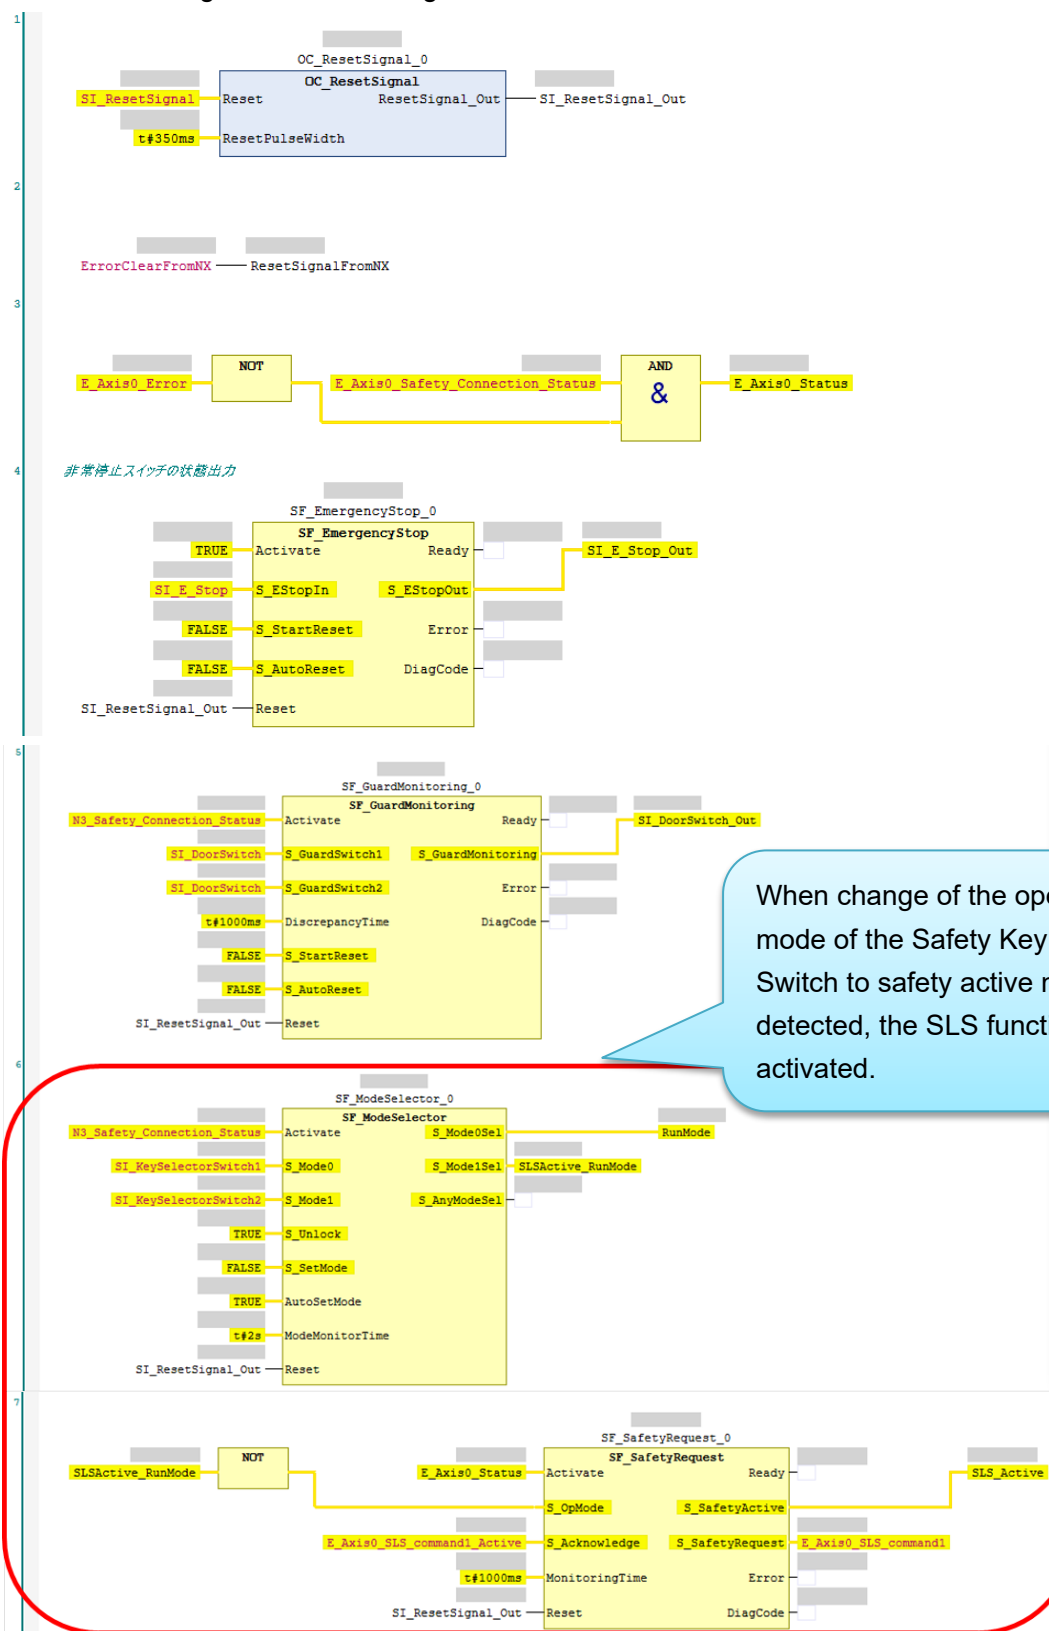 1
OC_ResetSignal_0
OC_ResetSignal
SI_ResetSignal Reset ResetSignal_Out SI_ResetSignal_Out
t#350ms ResetPulseWidth
2
ErrorClearFromNX ResetSignalFromNX
3
NOT AND
E_Axis0_Error E_Axis0_Safety_Connection_Status & E_Axis0_Status
4 非常停止スイッチの状態出力
SF_EmergencyStop_0
SF_EmergencyStop
TRUE Activate Ready SI_E_Stop_Out
SI_E_Stop S_EStopIn S_EStopOut
FALSE S_StartReset Error
FALSE S_AutoReset DiagCode
SI_ResetSignal_Out Reset
5
SF_GuardMonitoring_0
SF_GuardMonitoring
N3_Safety_Connection_Status Activate Ready SI_DoorSwitch_Out
SI_DoorSwitch S_GuardSwitch1 S_GuardMonitoring
SI_DoorSwitch S_GuardSwitch2 Error
t#1000ms DiscrepancyTime DiagCode
FALSE S_StartReset
FALSE S_AutoReset
SI_ResetSignal_Out Reset
When change of the
mode of the Safety Key
Switch to safety active
detected, the SLS
activated.
6
SF_ModeSelector_0
SF_ModeSelector
N3_Safety_Connection_Status Activate S_Mode0Sel RunMode
SI_KeySelectorSwitch1 S_Mode0 S_Mode1Sel SLSActive_RunMode
SI_KeySelectorSwitch2 S_Mode1 S_AnyModeSel
TRUE S_Unlock
FALSE S_SetMode
TRUE AutoSetMode
t#2s ModeMonitorTime
SI_ResetSignal_Out Reset
7
SF_SafetyRequest_0
NOT SF_SafetyRequest
SLSActive_RunMode E_Axis0_Status Activate Ready SLS_Active
S_OpMode S_SafetyActive
E_Axis0_SLS_command1_Active S_Acknowledge S_SafetyRequest E_Axis0_SLS_command1
t#1000ms MonitoringTime Error
SI_ResetSignal_Out Reset DiagCode